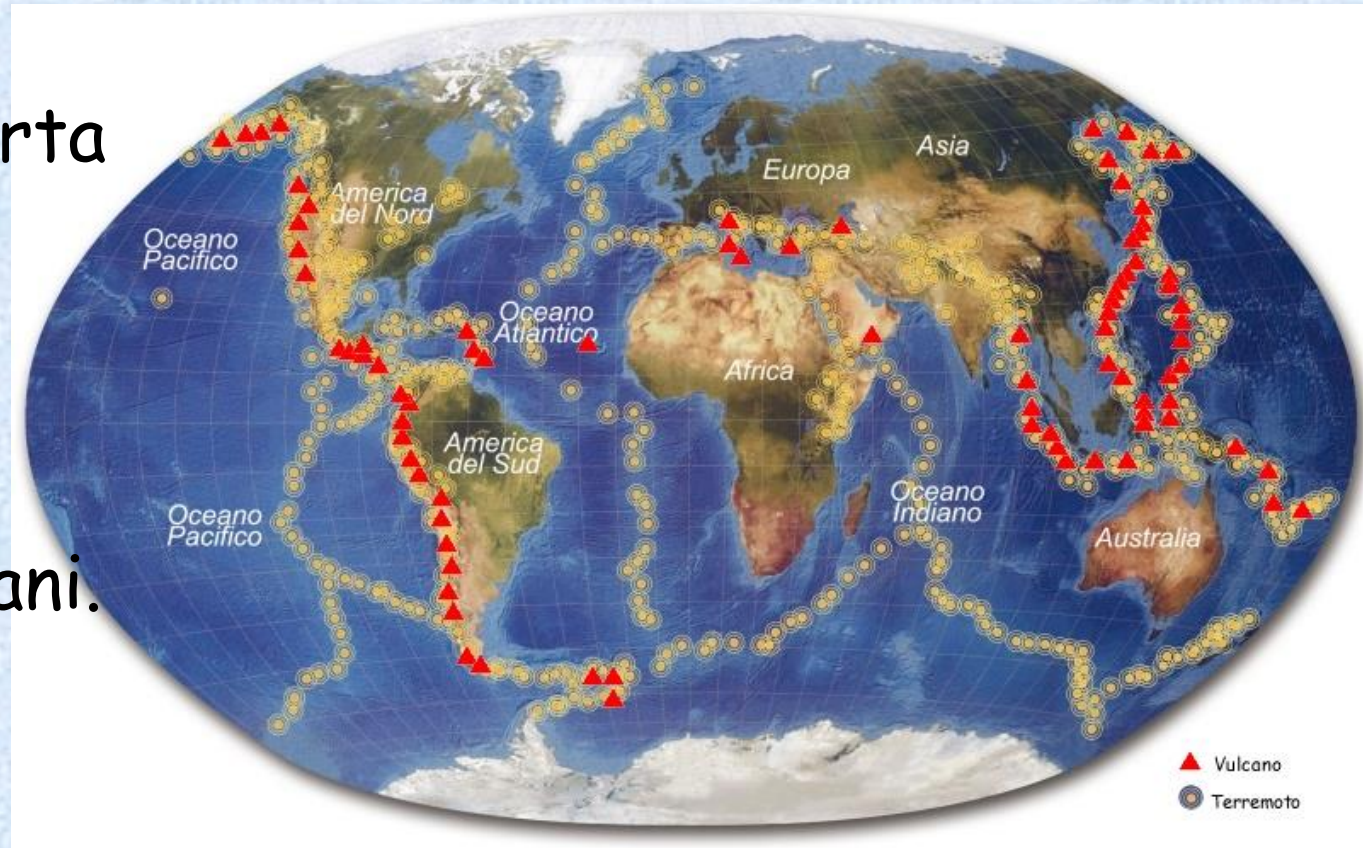 rta
Asia
Europa
America
del Nord
Oceano
Pacifico
Oceano
Atlantico
Africa
America
del Sud
Oceano
Indiano
Oceano
Pacifico
Australia
ani.
Vulcano
Terremoto